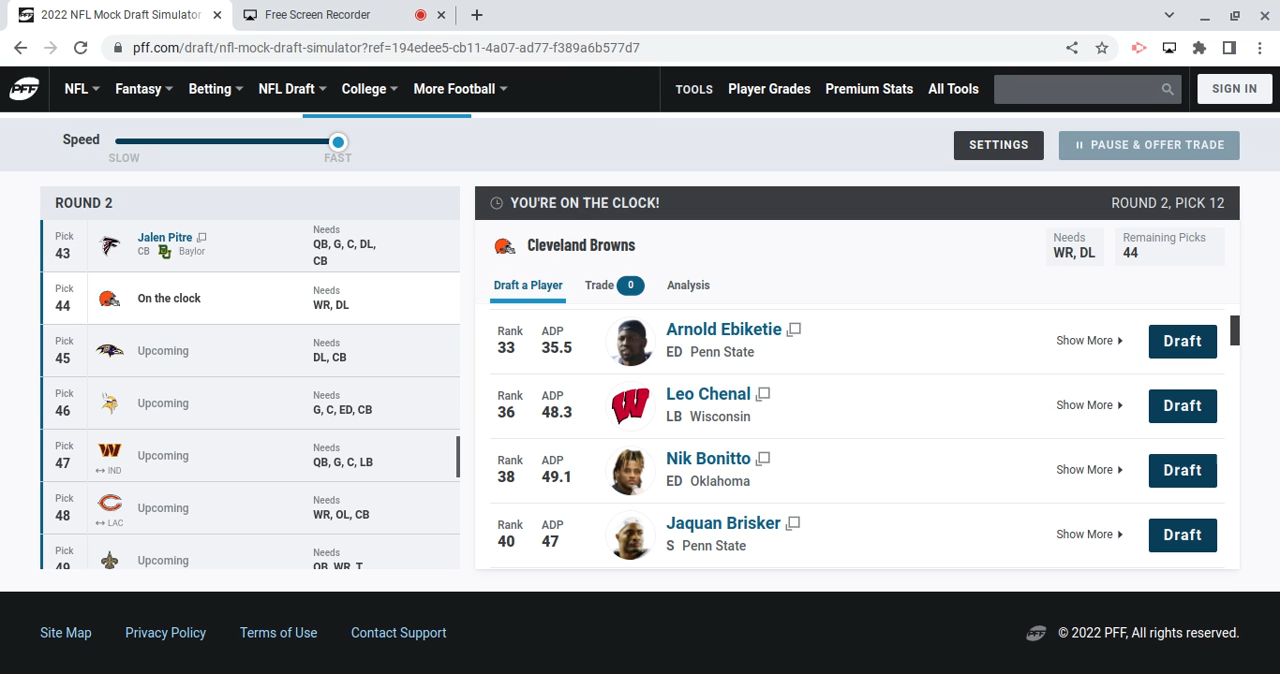 2022 NFL Mock Draft Simulator
Free Screen Recorder
pff.com/draft/nfl-mock-draft-simulator?ref=194edee5-cb11-4a07-ad77-f389a6b577d7
PFF
NFL
Fantasy
Betting
NFL Draft
College
More Football
TOOLS
Player Grades
Premium Stats
All Tools
SIGN IN
Speed
SLOW
FAST
SETTINGS
PAUSE & OFFER TRADE
ROUND 2
Pick
43
Jalen Pitre
CB Baylor
Needs
QB, G, C, DL,
CB
Pick
44
On the clock
Needs
WR, DL
Pick
45
Upcoming
Needs
DL, CB
Pick
46
Upcoming
Needs
G, C, ED, CB
Pick
47
↔ IND
Upcoming
Needs
QB, G, C, LB
Pick
48
↔ LAC
Upcoming
Needs
WR, OL, CB
Pick
49
Upcoming
Needs
QB, WR, T
YOU'RE ON THE CLOCK!
ROUND 2, PICK 12
Cleveland Browns
Needs
WR, DL
Remaining Picks
44
Draft a Player
Trade 0
Analysis
Rank
33
ADP
35.5
Arnold Ebiketie
ED Penn State
Show More
Draft
Rank
36
ADP
48.3
Leo Chenal
LB Wisconsin
Show More
Draft
Rank
38
ADP
49.1
Nik Bonitto
ED Oklahoma
Show More
Draft
Rank
40
ADP
47
Jaquan Brisker
S Penn State
Show More
Draft
Site Map
Privacy Policy
Terms of Use
Contact Support
PFF
© 2022 PFF, All rights reserved.